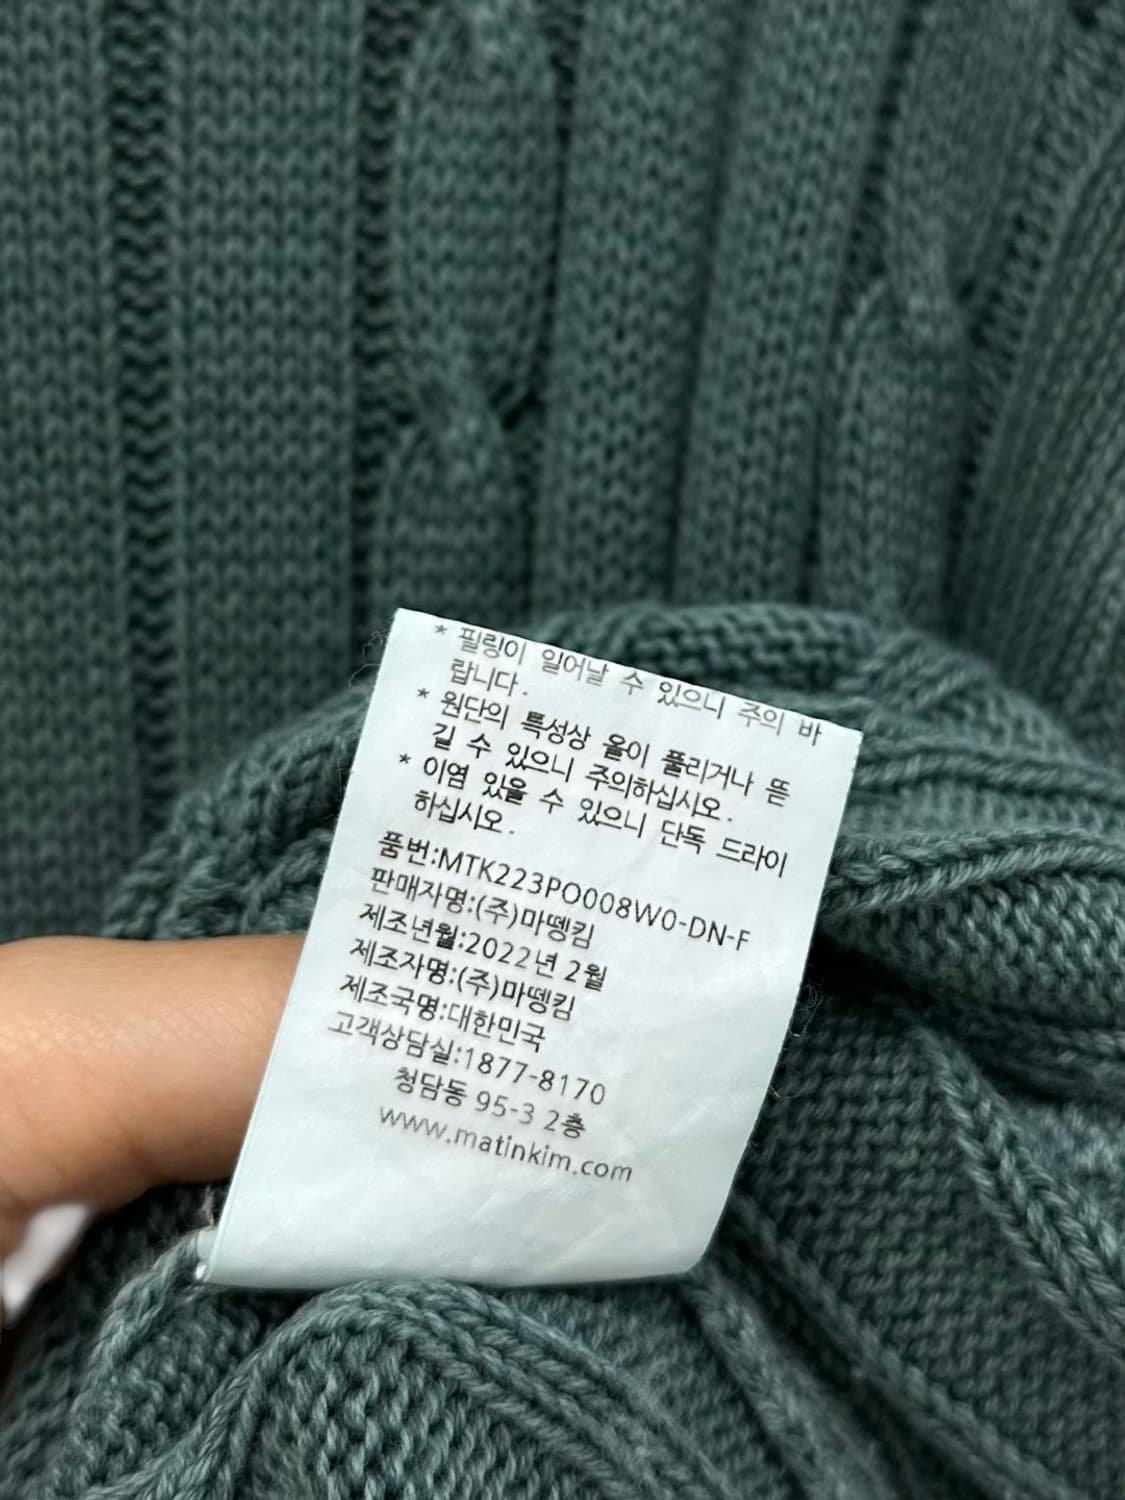 * 필링이 일어날 수 있으니 주의 바
랍니다.
* 원단의 특성상 올이 풀리거나 뜯
길 수 있으니 주의하십시오.
* 이염 있을 수 있으니 단독 드라이
하십시오.
품번:MTK223PO008W0-DN-F
판매자명:(주)마뗑킴
제조년월:2022년 2월
제조자명:(주)마뗑킴
제조국명:대한민국
고객상담실:1877-8170
청담동 95-3 2층
www.matinkim.com